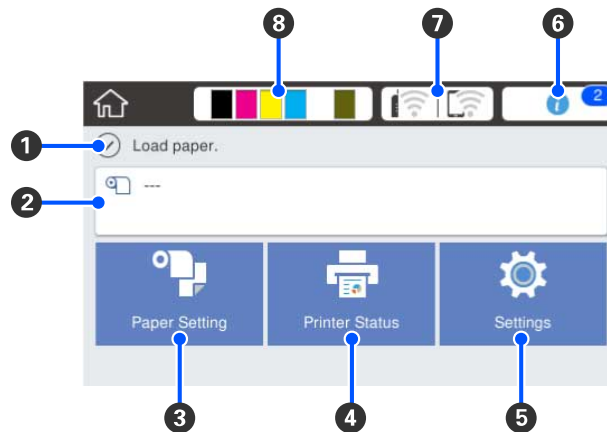 8 7 6
i 2
1 Load paper.
2 ---
Paper Setting Printer Status Settings
3 4 5